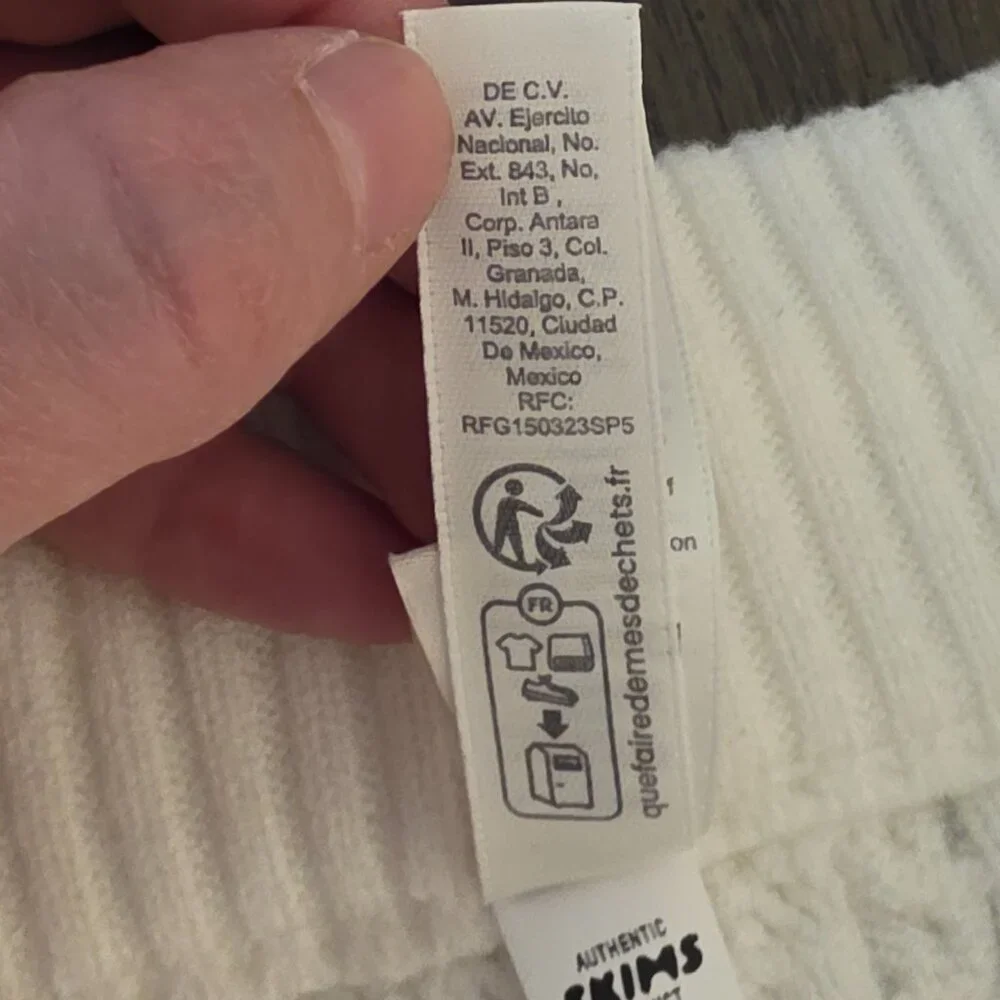 DE C.V.
AV. Ejercito
Nacional, No.
Ext. 843, No,
Int B ,
Corp. Antara
II, Piso 3, Col.
Granada,
M. Hidalgo, C.P.
11520, Ciudad
De Mexico,
Mexico
RFC:
RFG150323SP5
quefairedemesdechets.fr
FR
f
on
AUTHENTIC
SKIMS